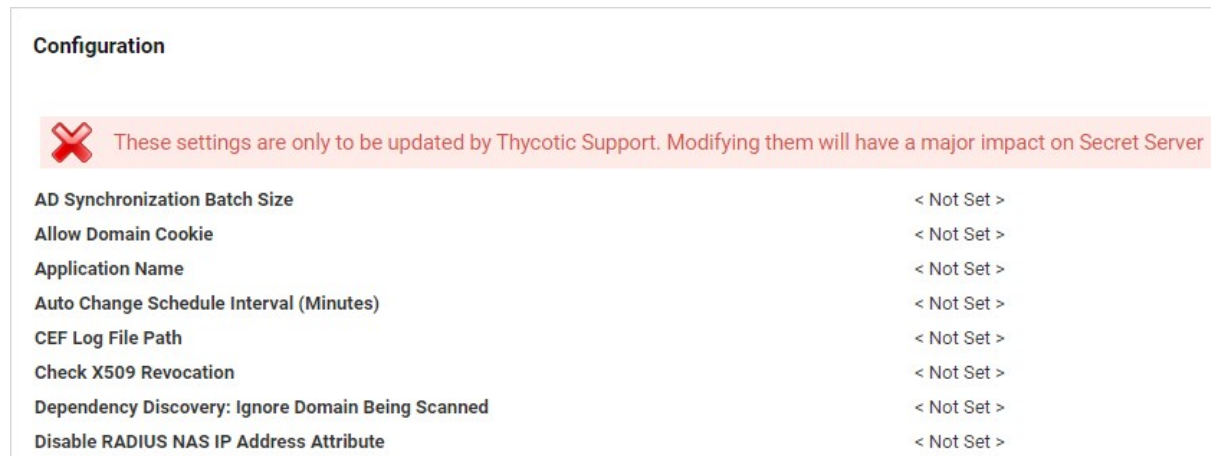 Configuration
These settings are only to be updated by Thycotic Support. Modifying them will have a major impact on Secret Server
AD Synchronization Batch Size < Not Set >
Allow Domain Cookie < Not Set >
Application Name < Not Set >
Auto Change Schedule Interval (Minutes) < Not Set >
CEF Log File Path < Not Set >
Check X509 Revocation < Not Set >
Dependency Discovery: Ignore Domain Being Scanned < Not Set >
Disable RADIUS NAS IP Address Attribute < Not Set >